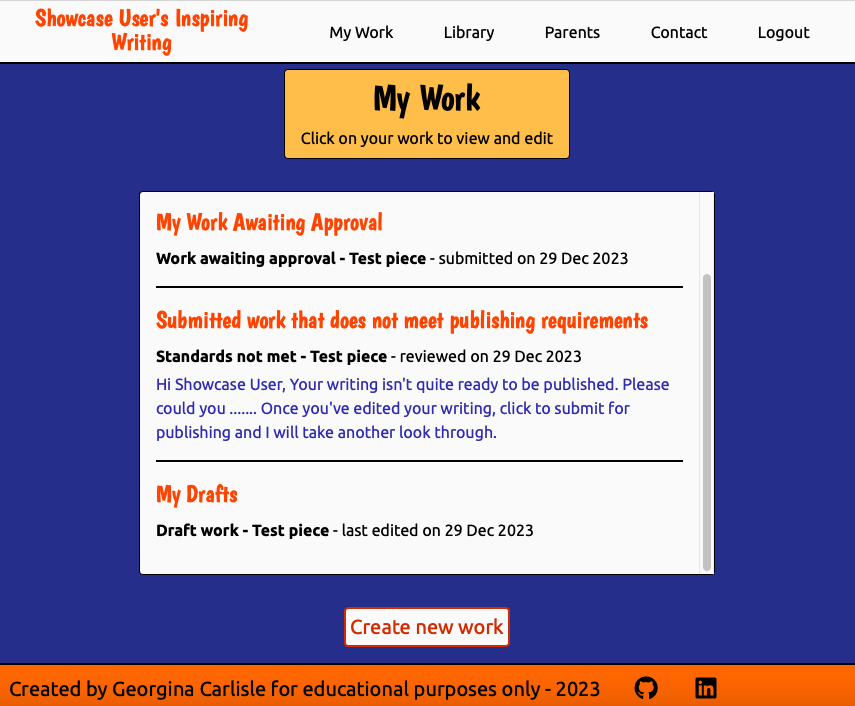 Showcase User's Inspiring
Writing
My Work
Library
Parents
Contact
Logout
My Work
Click on your work to view and edit
My Work Awaiting Approval
Work awaiting approval - Test piece - submitted on 29 Dec 2023
Submitted work that does not meet publishing requirements
Standards not met - Test piece - reviewed on 29 Dec 2023
Hi Showcase User, Your writing isn't quite ready to be published. Please
could you ....... Once you've edited your writing, click to submit for
publishing and I will take another look through.
My Drafts
Draft work - Test piece - last edited on 29 Dec 2023
Create new work
Created by Georgina Carlisle for educational purposes only - 2023
in